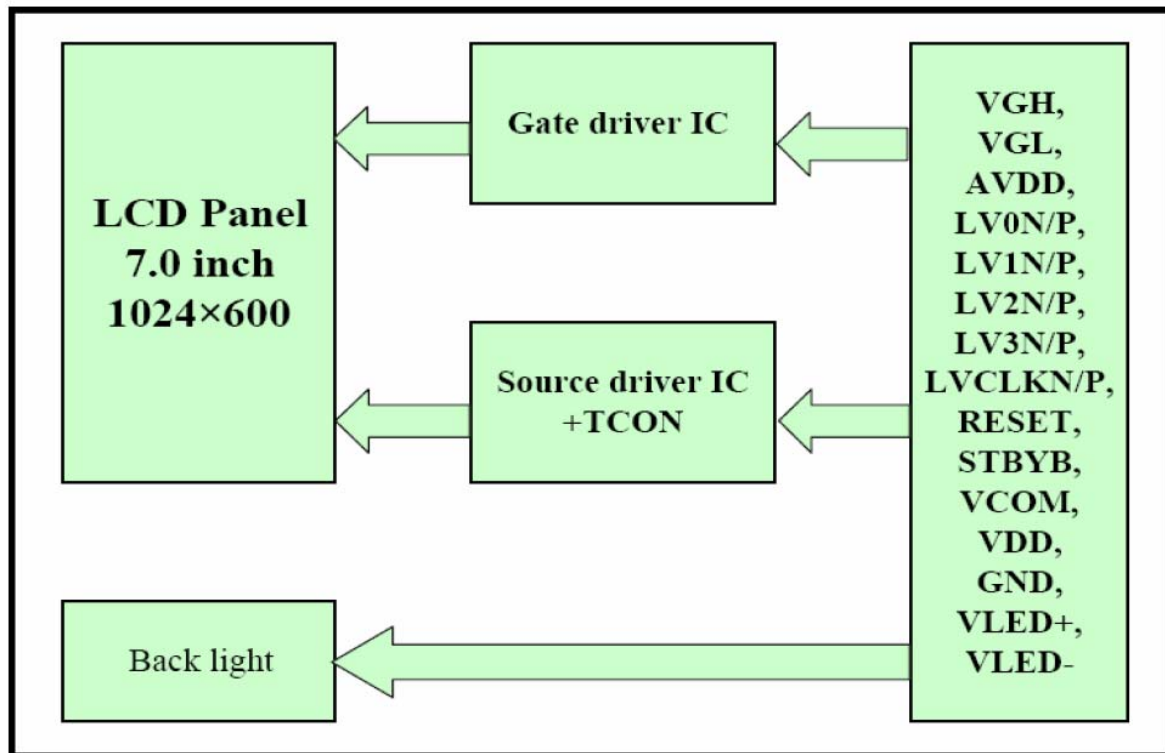 LCD Panel
7.0 inch
1024×600
Gate driver IC
Source driver IC
+TCON
Back light
VGH,
VGL,
AVDD,
LV0N/P,
LV1N/P,
LV2N/P,
LV3N/P,
LVCLKN/P,
RESET,
STBYB,
VCOM,
VDD,
GND,
VLED+,
VLED-